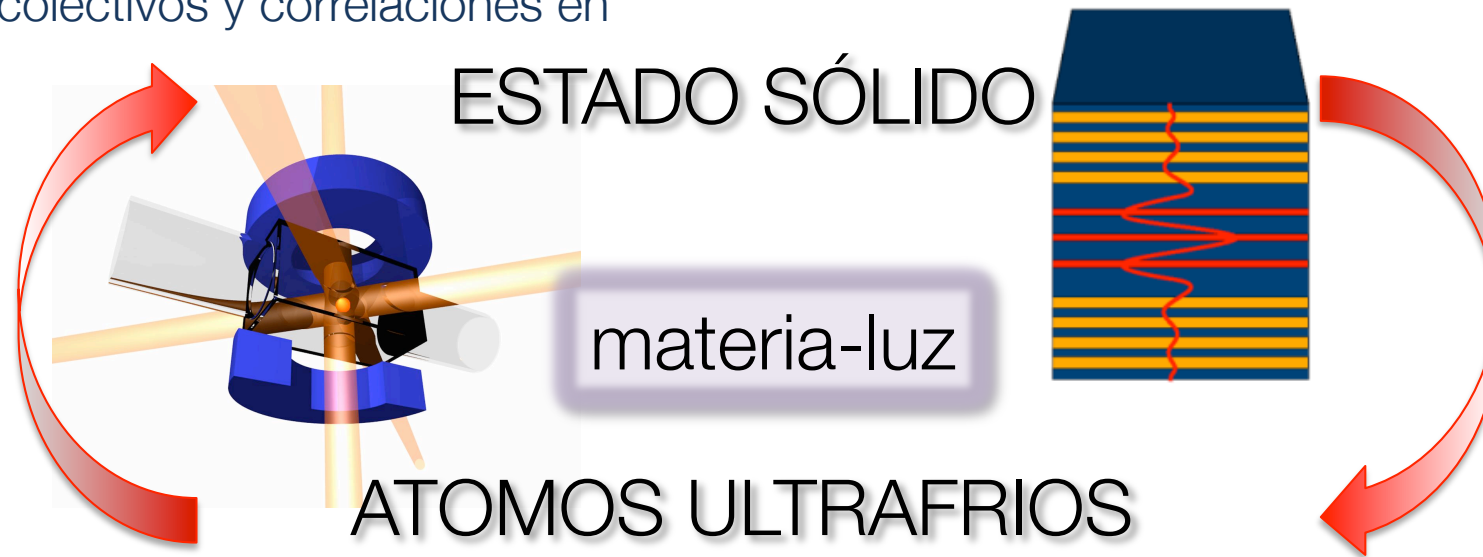 colectivos y correlaciones en
ESTADO SÓLIDO
materia-luz
ATOMOS ULTRAFRIOS